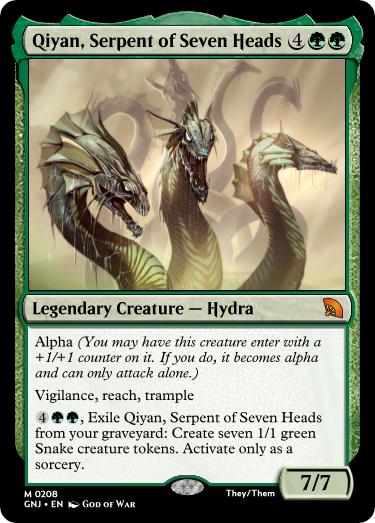 Qiyan, Serpent of Seven Heads 4
Legendary Creature — Hydra
Alpha (You may have this creature enter with a
+1/+1 counter on it. If you do, it becomes alpha
and can only attack alone.)
Vigilance, reach, trample
4, Exile Qiyan, Serpent of Seven Heads
from your graveyard: Create seven 1/1 green
Snake creature tokens. Activate only as a
sorcery.
7/7
M 0208
GNJ • EN God of War
They/Them